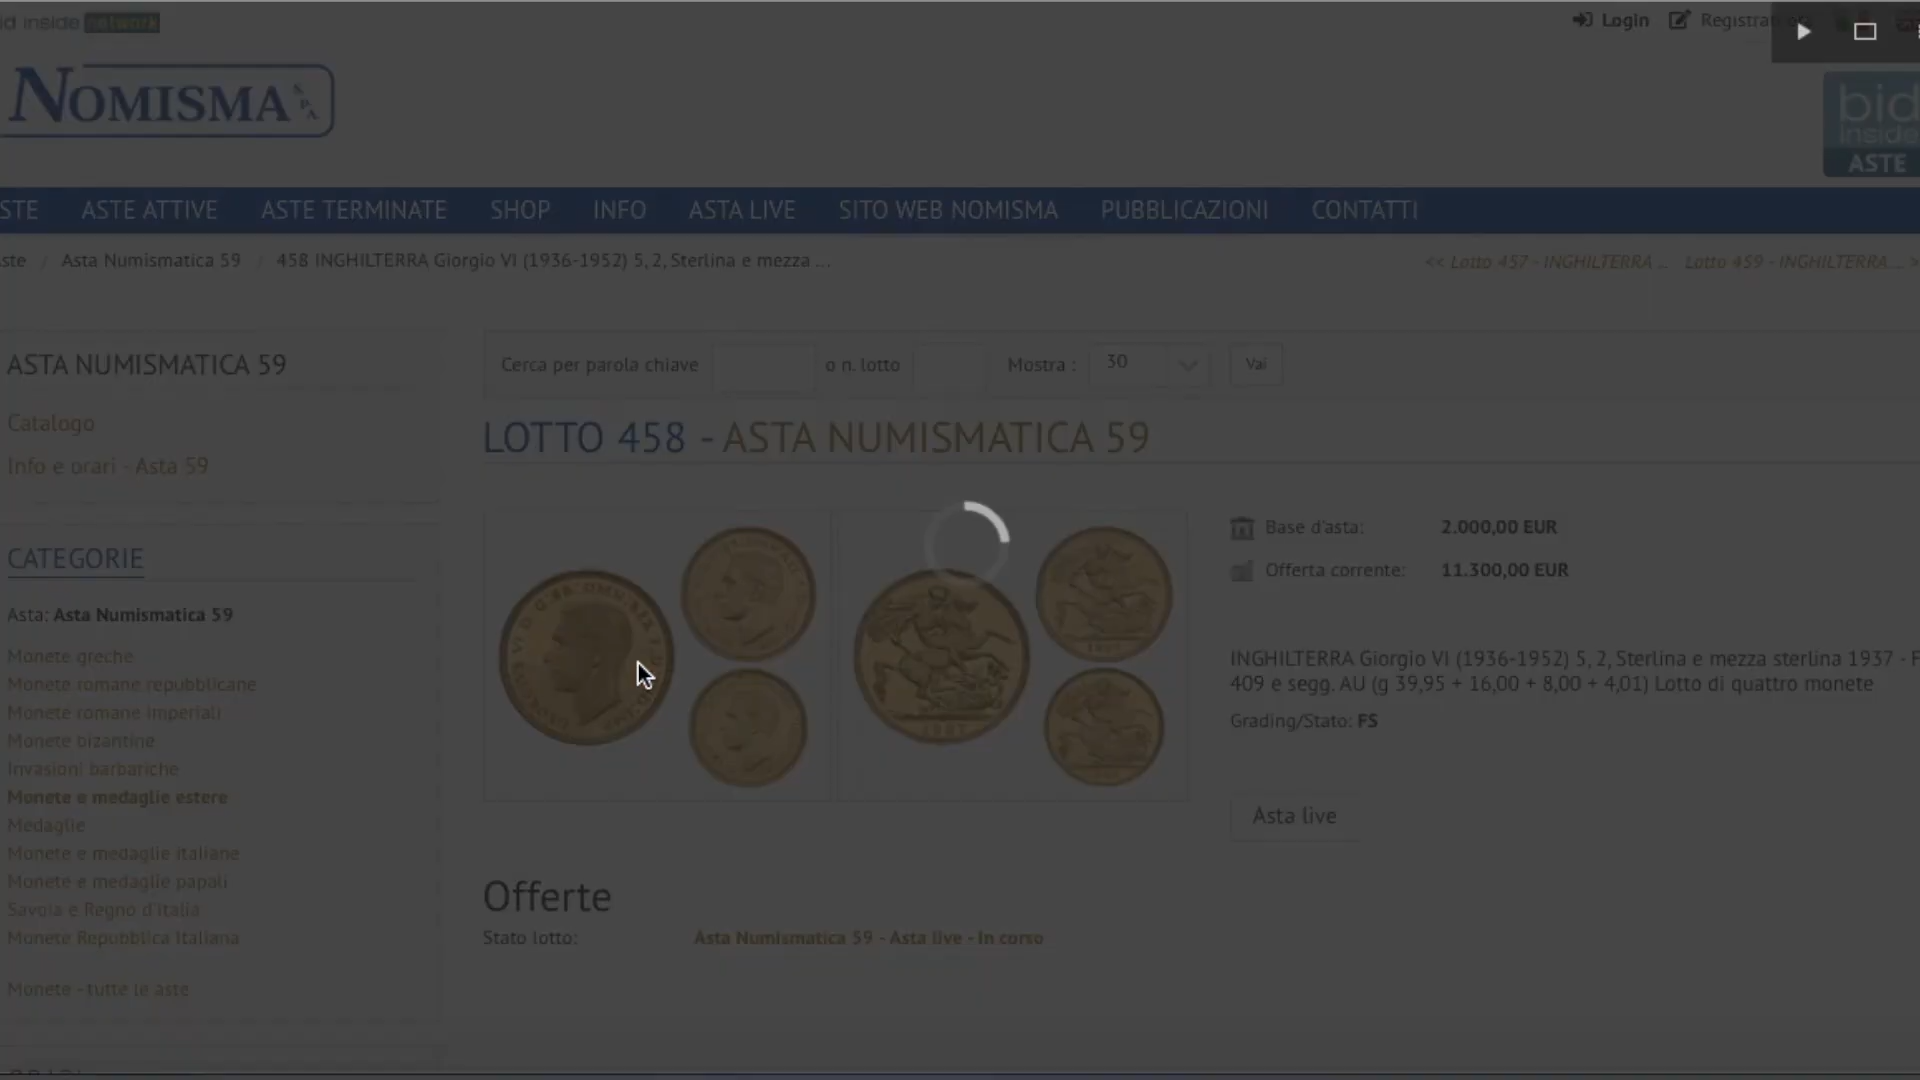 id inside network
Login
NOMISMA S.P.A.
bid
inside
ASTE
STE ASTE ATTIVE ASTE TERMINATE SHOP INFO ASTA LIVE SITO WEB NOMISMA PUBBLICAZIONI CONTATTI
ste / Asta Numismatica 59 / 458 INGHILTERRA Giorgio VI (1936-1952) 5, 2, Sterlina e mezza ...
<< Lotto 457 - INGHILTERRA ... Lotto 459 - INGHILTERRA ... >
ASTA NUMISMATICA 59
Catalogo
Info e orari - Asta 59
Cerca per parola chiave o n. lotto Mostra : 30 Vai
LOTTO 458 - ASTA NUMISMATICA 59
Base d'asta: 2.000,00 EUR
Offerta corrente: 11.300,00 EUR
INGHILTERRA Giorgio VI (1936-1952) 5, 2, Sterlina e mezza sterlina 1937 - F
409 e segg. AU (g 39,95 + 16,00 + 8,00 + 4,01) Lotto di quattro monete
Grading/Stato: FS
Asta live
CATEGORIE
Asta: Asta Numismatica 59
Monete greche
Monete romane repubblicane
Monete romane imperiali
Monete bizantine
Invasioni barbariche
Monete e medaglie estere
Medaglie
Monete e medaglie italiane
Monete e medaglie papali
Savoia e Regno d'Italia
Monete Repubblica Italiana
Monete - tutte le aste
Offerte
Stato lotto: Asta Numismatica 59 - Asta live - In corso